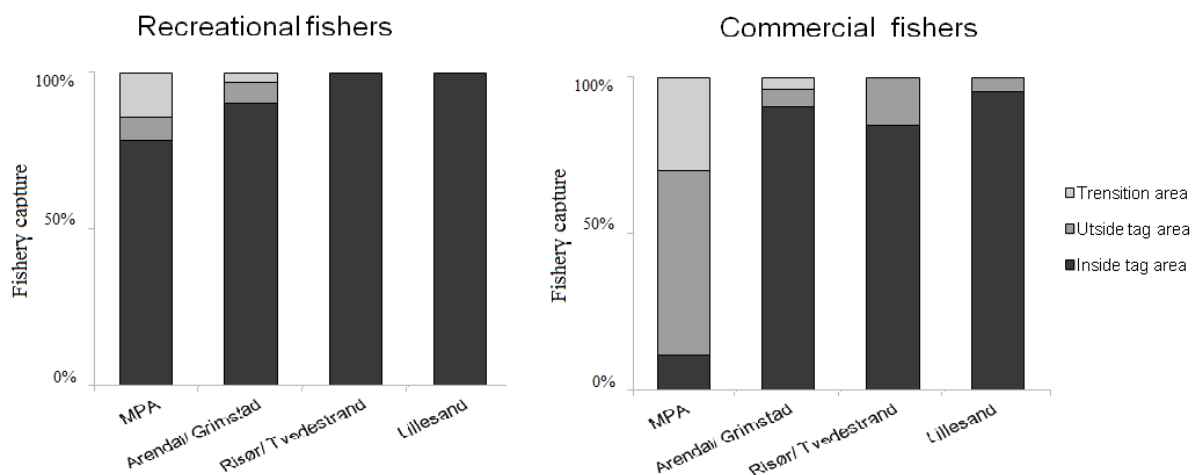 Recreational fishers
100%
50%
0%
Fishery capture
MPA
Arendal/ Grimstad
Risør/ Tvedestrand
Lillesand
Commercial fishers
100%
50%
0%
Fishery capture
MPA
Arendal/ Grimstad
Risør/ Tvedestrand
Lillesand
Trensition area
Utside tag area
Inside tag area